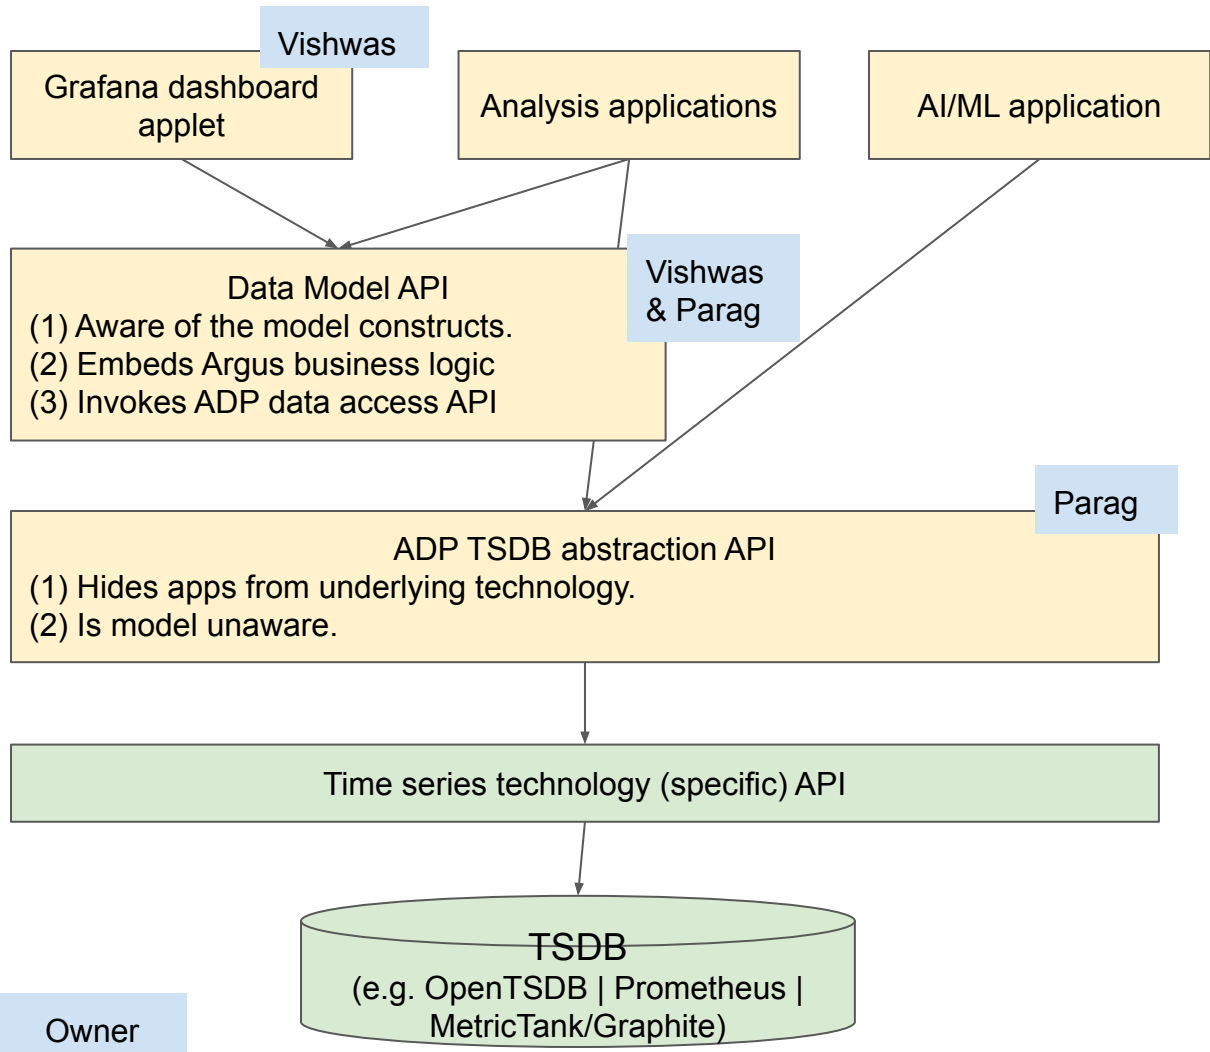 Vishwas
Grafana dashboard
applet
Analysis applications
AI/ML application
Data Model API
(1) Aware of the model constructs.
(2) Embeds Argus business logic
(3) Invokes ADP data access API
Vishwas
& Parag
Parag
ADP TSDB abstraction API
(1) Hides apps from underlying technology.
(2) Is model unaware.
Time series technology (specific) API
TSDB
(e.g. OpenTSDB | Prometheus |
MetricTank/Graphite)
Owner